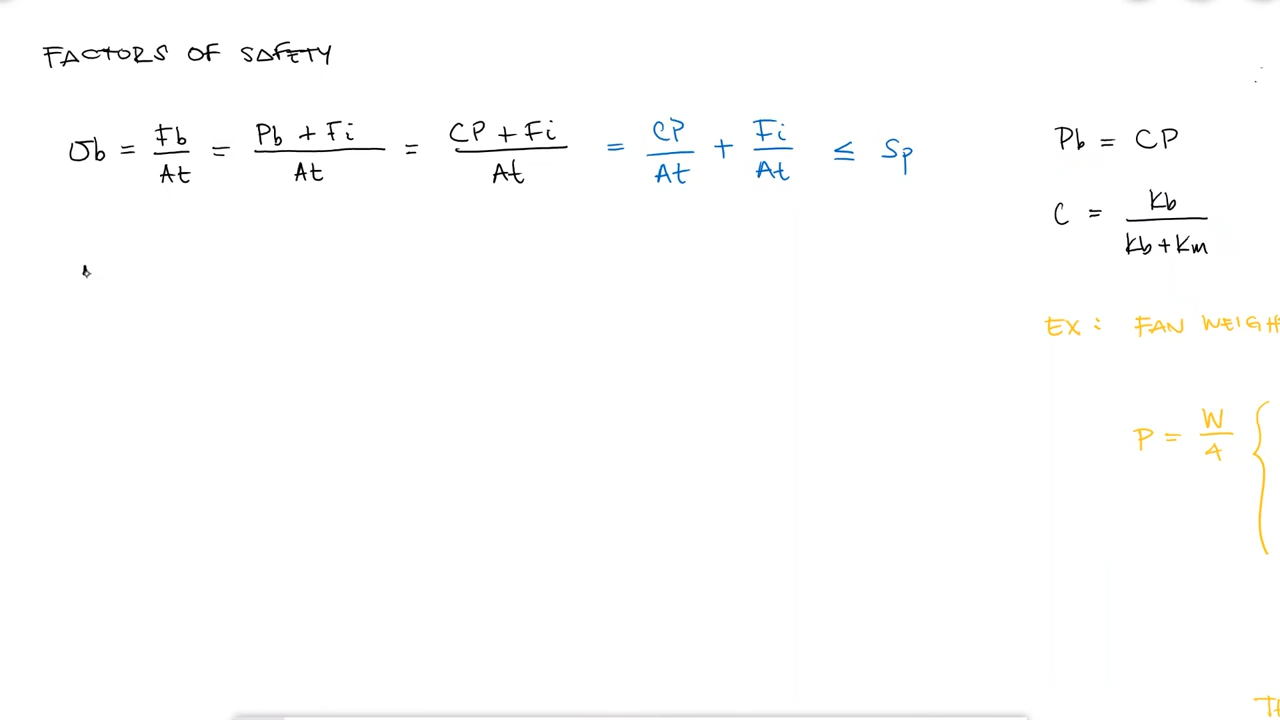 FACTORS OF SAFETY
σb = Fb/At = (Pb + Fi)/At = (CP + Fi)/At = CP/At + Fi/At ≤ Sp
Pb = CP
C = Kb/(Kb + Km)
EX: FAN WEIGH
P = W/4 {